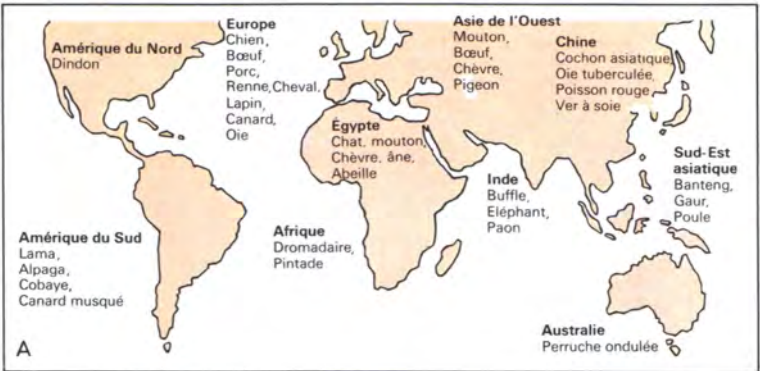 Amérique du Nord
Dindon
Europe
Chien,
Bœuf,
Porc,
Renne, Cheval,
Lapin,
Canard,
Oie
Asie de l'Ouest
Mouton,
Bœuf,
Chèvre,
Pigeon
Chine
Cochon asiatique,
Oie tuberculée,
Poisson rouge,
Ver à soie
Égypte
Chat, mouton,
Chèvre, âne,
Abeille
Inde
Buffle,
Eléphant,
Paon
Sud-Est
asiatique
Banteng,
Gaur,
Poule
Amérique du Sud
Lama,
Alpaga,
Cobaye,
Canard musqué
Afrique
Dromadaire,
Pintade
Australie
Perruche ondulée
A